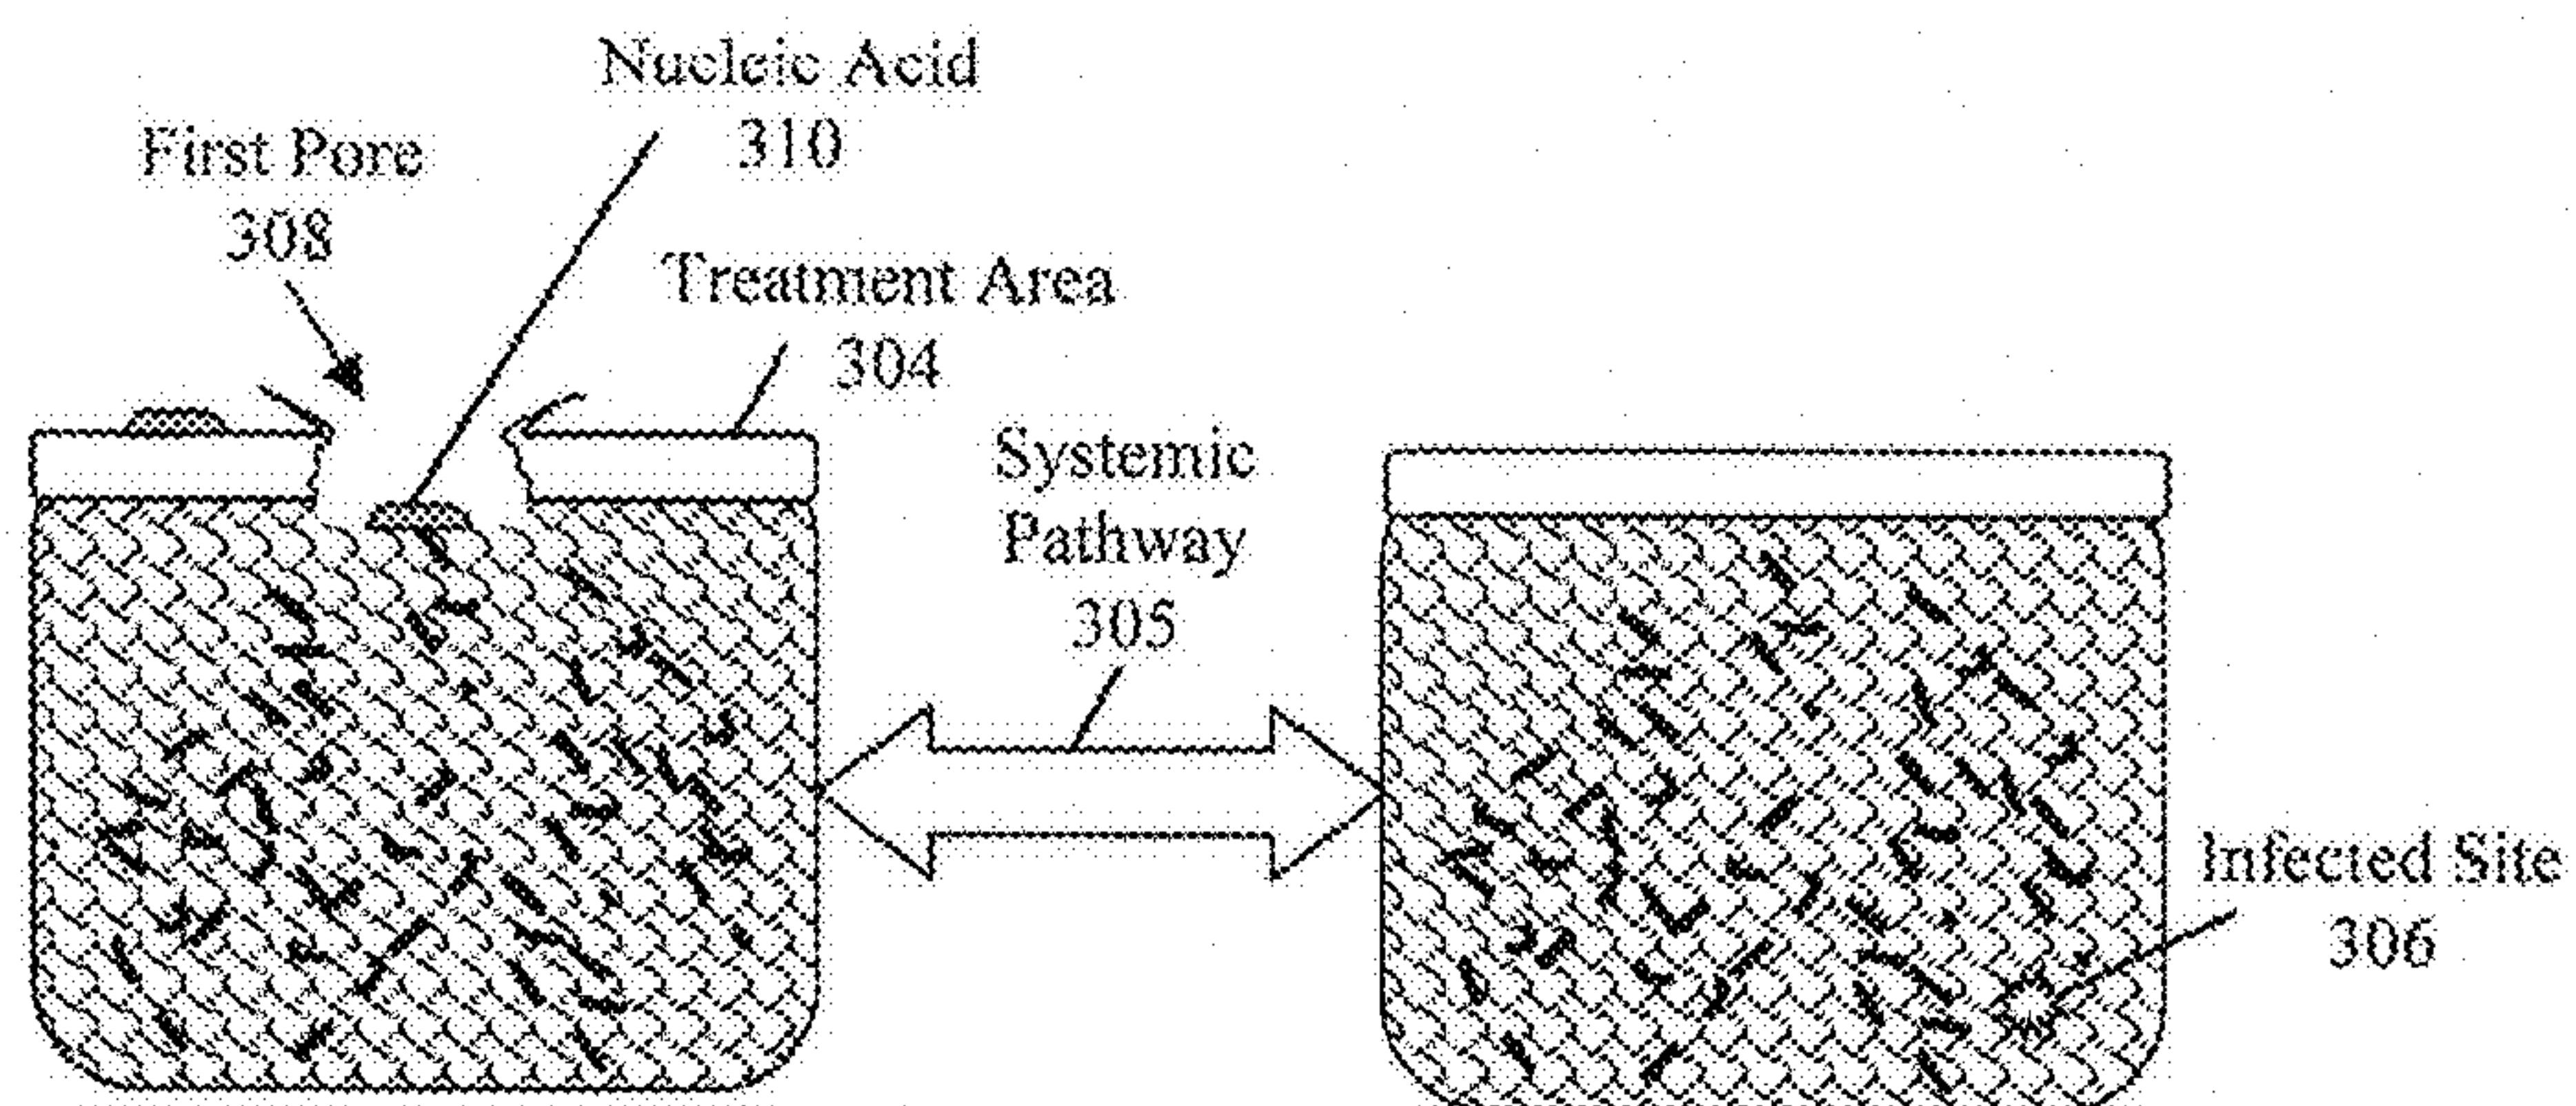 Nucleic Acid
310
First Pore
308
Treatment Area
304
Systemic
Pathway
305
Infected Site
306